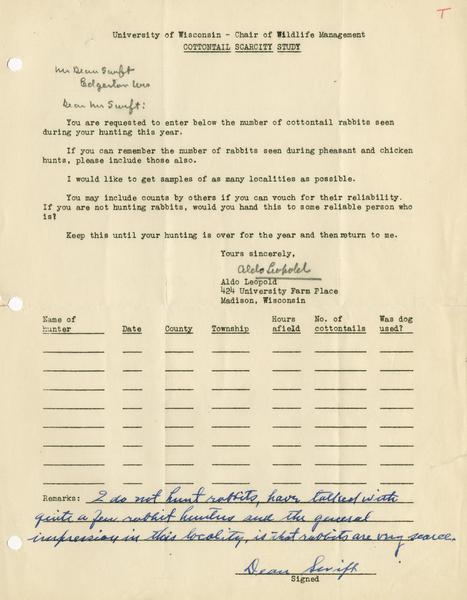 T
University of Wisconsin - Chair of Wildlife Management
COTTONTAIL SCARCITY STUDY
Mr Dean Swift
Edgerton Wis
Dear Mr Swift:
You are requested to enter below the number of cottontail rabbits seen
during your hunting this year.
If you can remember the number of rabbits seen during pheasant and chicken
hunts, please include those also.
I would like to get samples of as many localities as possible.
You may include counts by others if you can vouch for their reliability.
If you are not hunting rabbits, would you hand this to some reliable person who
is?
Keep this until your hunting is over for the year and then return to me.
Yours sincerely,
Aldo Leopold
Aldo Leopold
424 University Farm Place
Madison, Wisconsin
Name of hunter Date County Township Hours afield No. of cottontails Was dog used?
Remarks: I do not hunt rabbits, have talked with
quite a few rabbit hunters and the general
impression in this locality, is that rabbits are very scarce.
Dean Swift
Signed